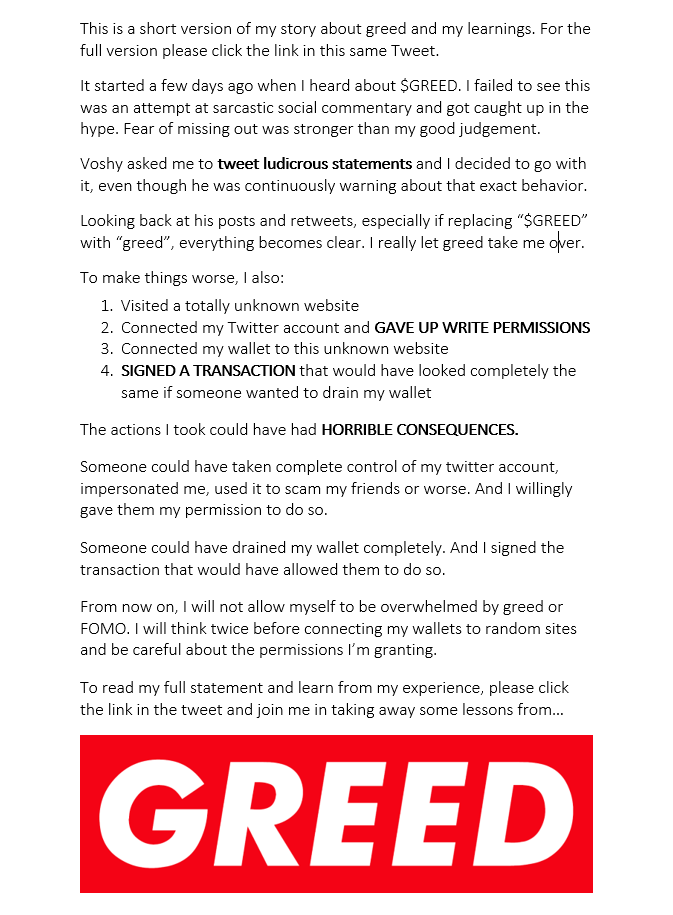 This is a short version of my story about greed and my learnings. For the
full version please click the link in this same Tweet.
It started a few days ago when I heard about $GREED. I failed to see this
was an attempt at sarcastic social commentary and got caught up in the
hype. Fear of missing out was stronger than my good judgement.
Voshy asked me to tweet ludicrous statements and I decided to go with
it, even though he was continuously warning about that exact behavior.
Looking back at his posts and retweets, especially if replacing “$GREED”
with “greed”, everything becomes clear. I really let greed take me over.
To make things worse, I also:
1. Visited a totally unknown website
2. Connected my Twitter account and GAVE UP WRITE PERMISSIONS
3. Connected my wallet to this unknown website
4. SIGNED A TRANSACTION that would have looked completely the
same if someone wanted to drain my wallet
The actions I took could have had HORRIBLE CONSEQUENCES.
Someone could have taken complete control of my twitter account,
impersonated me, used it to scam my friends or worse. And I willingly
gave them my permission to do so.
Someone could have drained my wallet completely. And I signed the
transaction that would have allowed them to do so.
From now on, I will not allow myself to be overwhelmed by greed or
FOMO. I will think twice before connecting my wallets to random sites
and be careful about the permissions I’m granting.
To read my full statement and learn from my experience, please click
the link in the tweet and join me in taking away some lessons from...
GREED